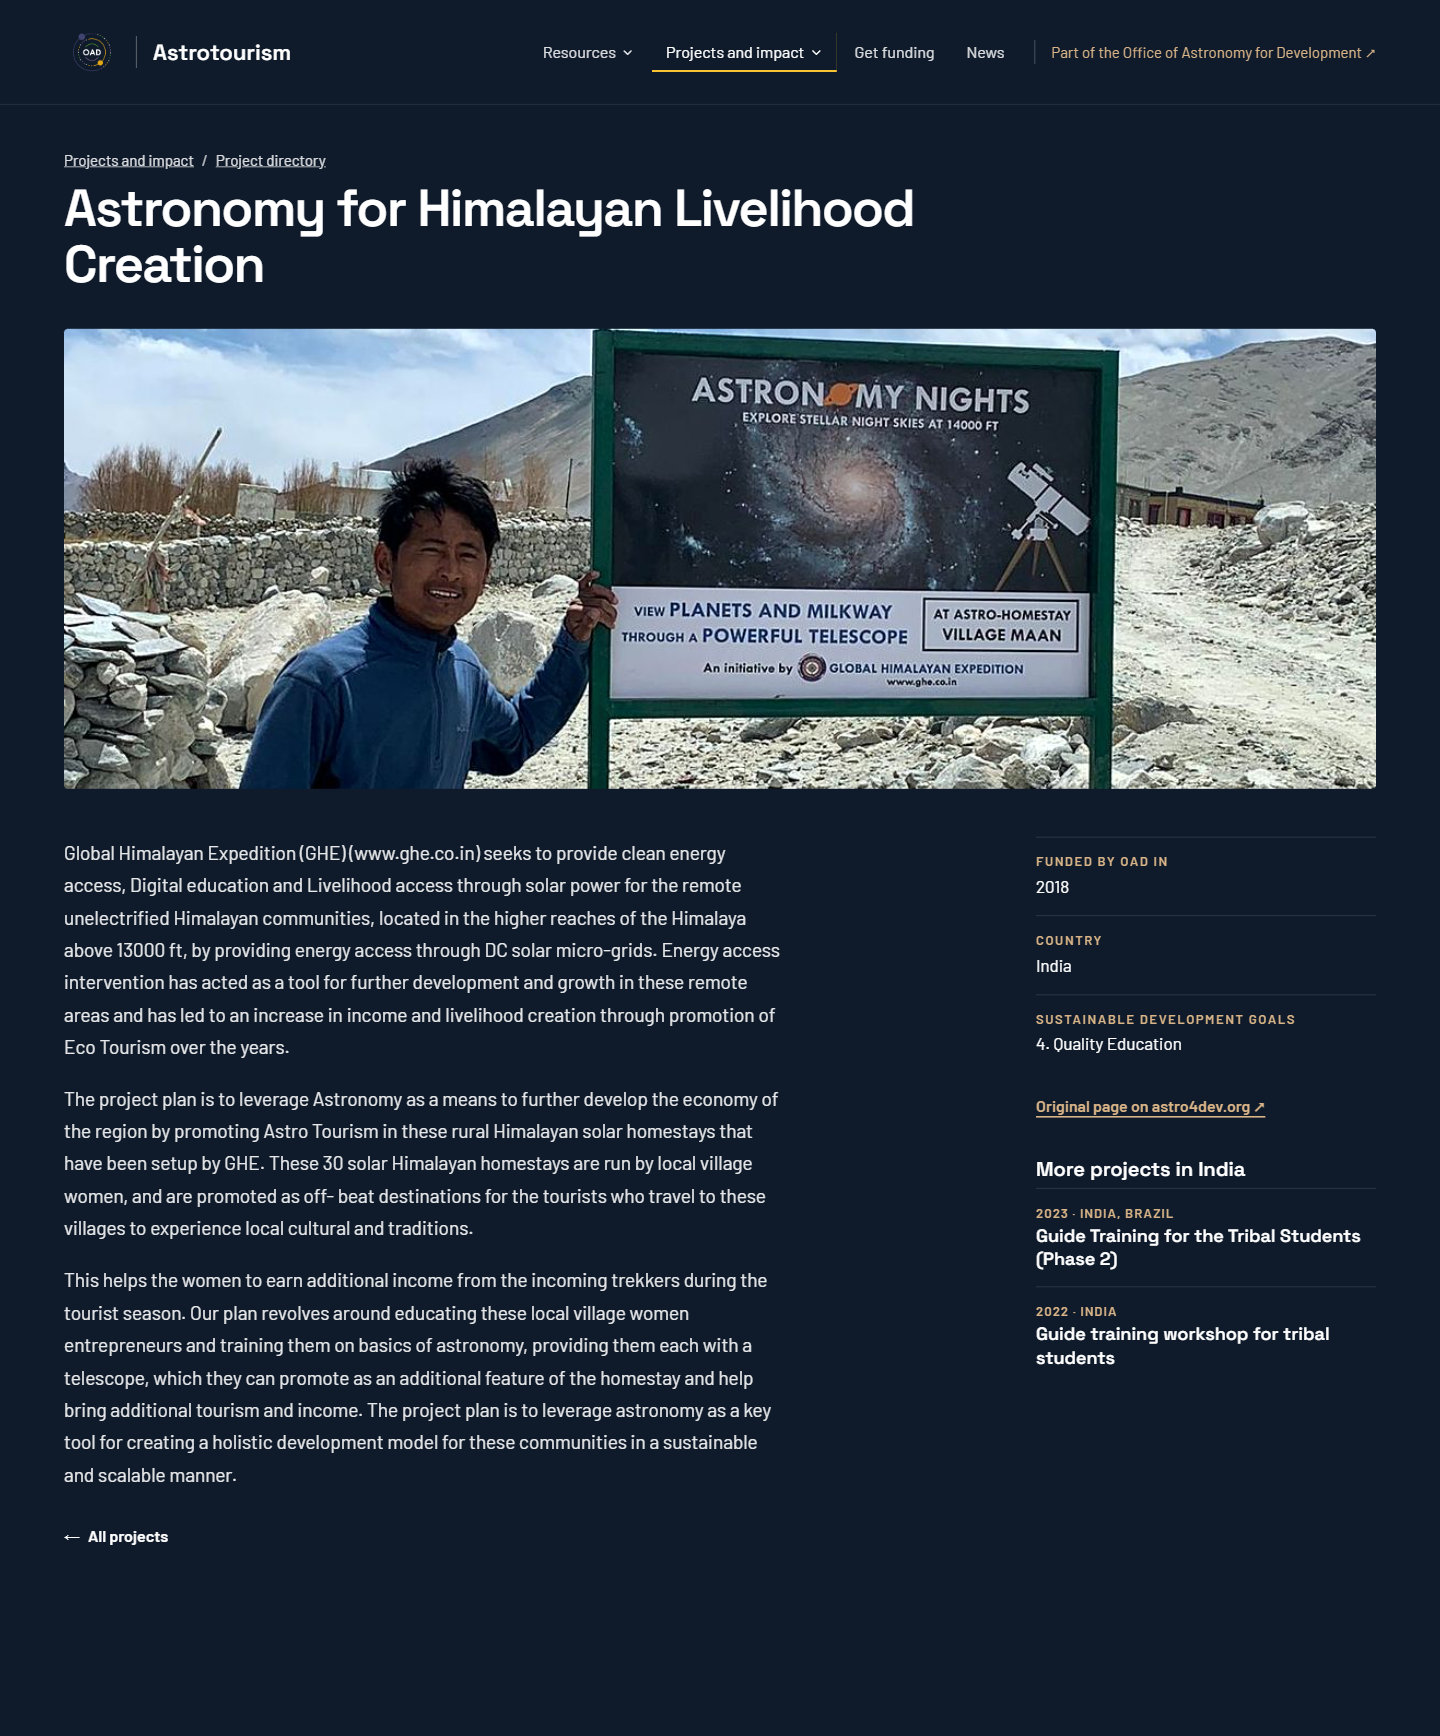 OAD
Astrotourism
Resources
Projects and impact
Get funding
News
Part of the Office of Astronomy for Development ↗
Projects and impact / Project directory
Astronomy for Himalayan Livelihood
Creation
ASTRONOMY NIGHTS
EXPLORE STELLAR NIGHT SKIES AT 14000 FT
VIEW PLANETS AND MILKWAY
THROUGH A POWERFUL TELESCOPE
AT ASTRO-HOMESTAY
VILLAGE MAAN
An initiative by GLOBAL HIMALAYAN EXPEDITION
www.ghe.co.in
Global Himalayan Expedition (GHE) (www.ghe.co.in) seeks to provide clean energy
access, Digital education and Livelihood access through solar power for the remote
unelectrified Himalayan communities, located in the higher reaches of the Himalaya
above 13000 ft, by providing energy access through DC solar micro-grids. Energy access
intervention has acted as a tool for further development and growth in these remote
areas and has led to an increase in income and livelihood creation through promotion of
Eco Tourism over the years.
The project plan is to leverage Astronomy as a means to further develop the economy of
the region by promoting Astro Tourism in these rural Himalayan solar homestays that
have been setup by GHE. These 30 solar Himalayan homestays are run by local village
women, and are promoted as off- beat destinations for the tourists who travel to these
villages to experience local cultural and traditions.
This helps the women to earn additional income from the incoming trekkers during the
tourist season. Our plan revolves around educating these local village women
entrepreneurs and training them on basics of astronomy, providing them each with a
telescope, which they can promote as an additional feature of the homestay and help
bring additional tourism and income. The project plan is to leverage astronomy as a key
tool for creating a holistic development model for these communities in a sustainable
and scalable manner.
← All projects
FUNDED BY OAD IN
2018
COUNTRY
India
SUSTAINABLE DEVELOPMENT GOALS
4. Quality Education
Original page on astro4dev.org ↗
More projects in India
2023 · INDIA, BRAZIL
Guide Training for the Tribal Students
(Phase 2)
2022 · INDIA
Guide training workshop for tribal
students